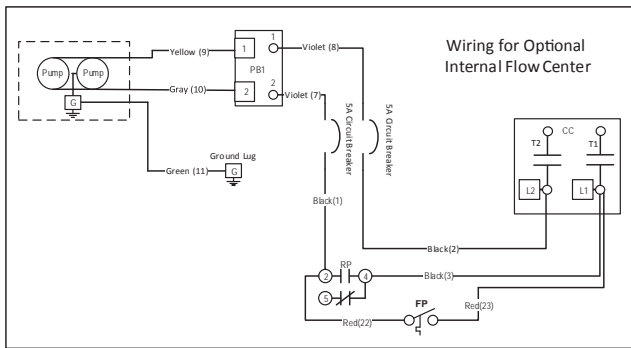 Wiring for Optional
Internal Flow Center
Yellow (9)
1
1
Violet (8)
Pump
Pump
PB1
Gray (10)
2
2
Violet (7)
G
5A Circuit Breaker
5A Circuit Breaker
CC
T2
T1
Ground Lug
Green (11)
G
L2
L1
Black(1)
Black(2)
RP
2
4
Black(3)
5
FP
Red(23)
Red(22)